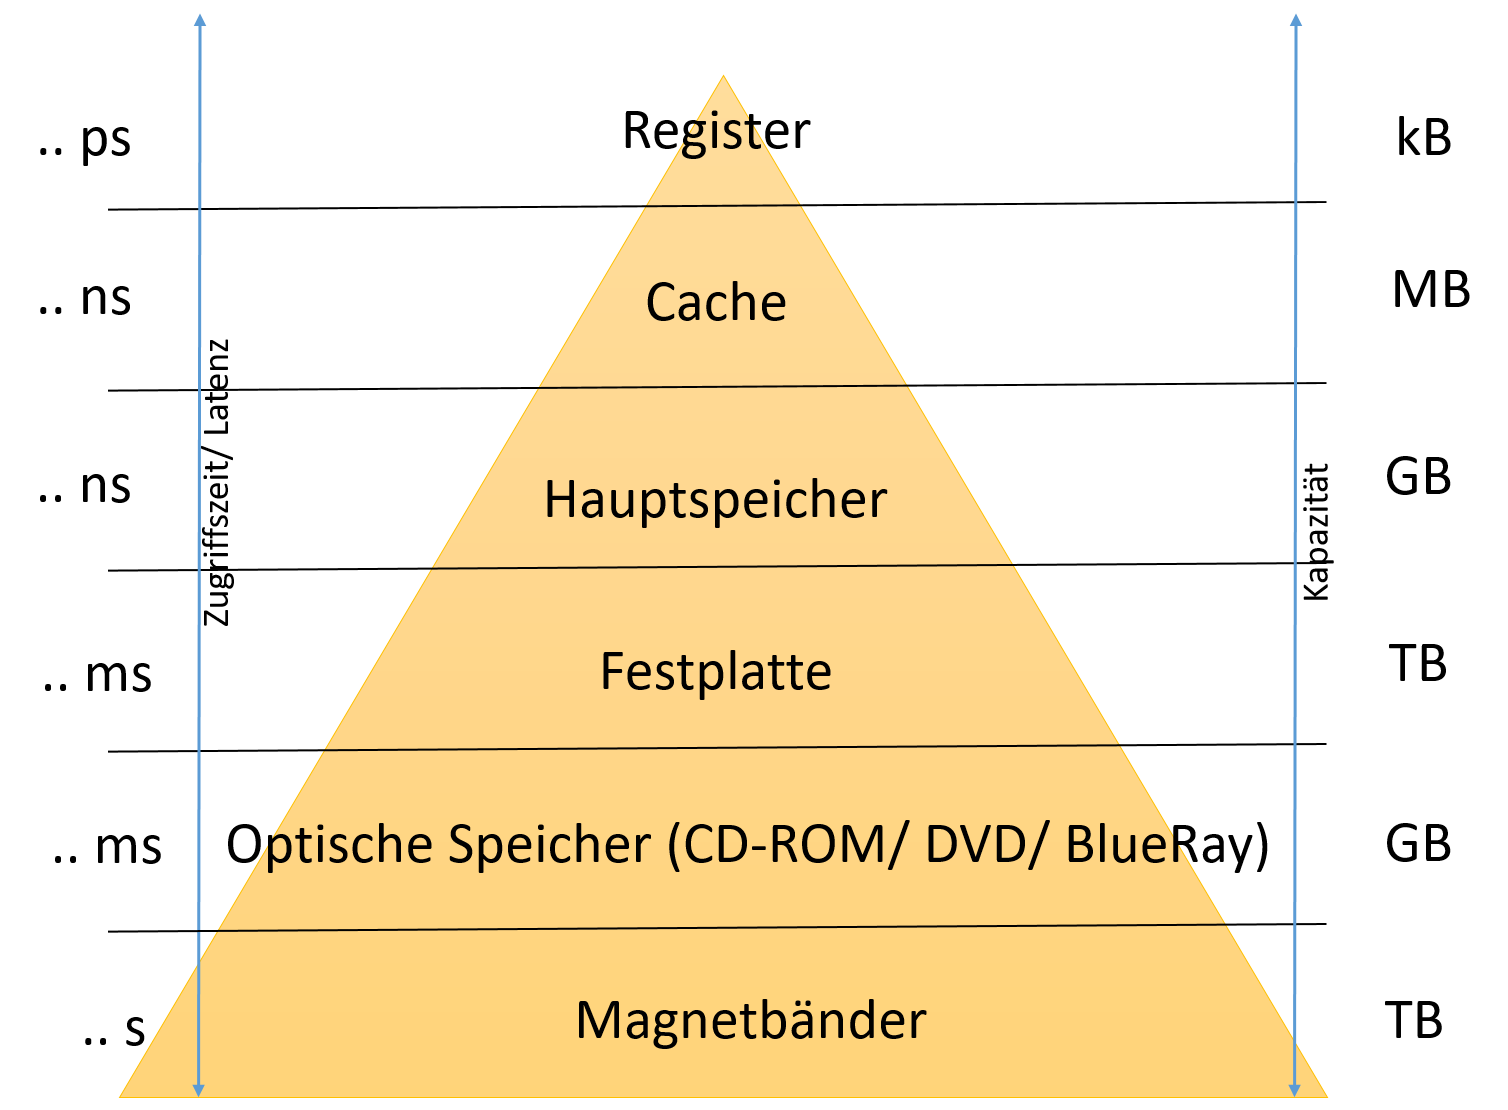 .. ps
Register
kB
.. ns
Cache
MB
Zugriffszeit/ Latenz
.. ns
Hauptspeicher
Kapazität
GB
.. ms
Festplatte
TB
.. ms
Optische Speicher (CD-ROM/ DVD/ BlueRay)
GB
.. s
Magnetbänder
TB